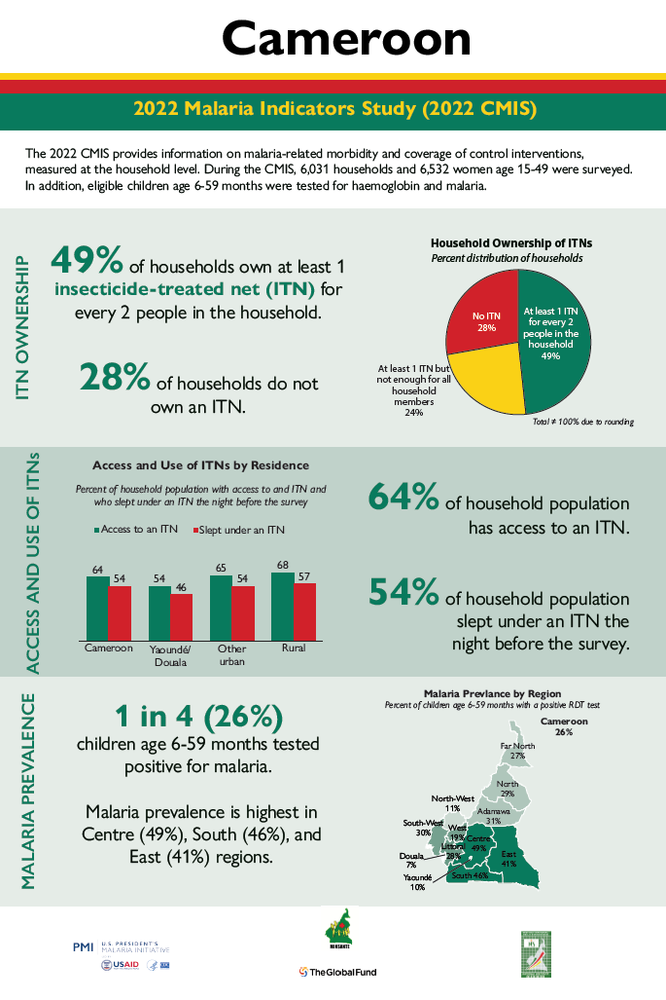 Cameroon
2022 Malaria Indicators Study (2022 CMIS)
The 2022 CMIS provides information on malaria-related morbidity and coverage of control interventions,
measured at the household level. During the CMIS, 6,031 households and 6,532 women age 15-49 were surveyed.
In addition, eligible children age 6-59 months were tested for haemoglobin and malaria.
ITN OWNERSHIP
49% of households own at least 1
insecticide-treated net (ITN) for
every 2 people in the household.
28% of households do not
own an ITN.
Household Ownership of ITNs
Percent distribution of households
No ITN
28%
At least 1 ITN
for every 2
people in the
household
49%
At least 1 ITN but
not enough for all
household
members
24%
Total ≠ 100% due to rounding
ACCESS AND USE OF ITNs
Access and Use of ITNs by Residence
Percent of household population with access to and ITN and
who slept under an ITN the night before the survey
Access to an ITN
Slept under an ITN
64
54
54
46
65
54
68
57
Cameroon
Yaoundé/
Douala
Other
urban
Rural
64% of household population
has access to an ITN.
54% of household population
slept under an ITN the
night before the survey.
MALARIA PREVALENCE
1 in 4 (26%)
children age 6-59 months tested
positive for malaria.
Malaria prevalence is highest in
Centre (49%), South (46%), and
East (41%) regions.
Malaria Prevlance by Region
Percent of children age 6-59 months with a positive RDT test
Cameroon
26%
Far North
27%
North
29%
North-West
11%
Adamawa
31%
South-West
30%
West
19%
Centre
49%
Littoral
28%
East
41%
Douala
7%
Yaoundé
10%
South 46%
PMI
U.S. PRESIDENT'S
MALARIA INITIATIVE
USAID
MINSANTE
TheGlobalFund